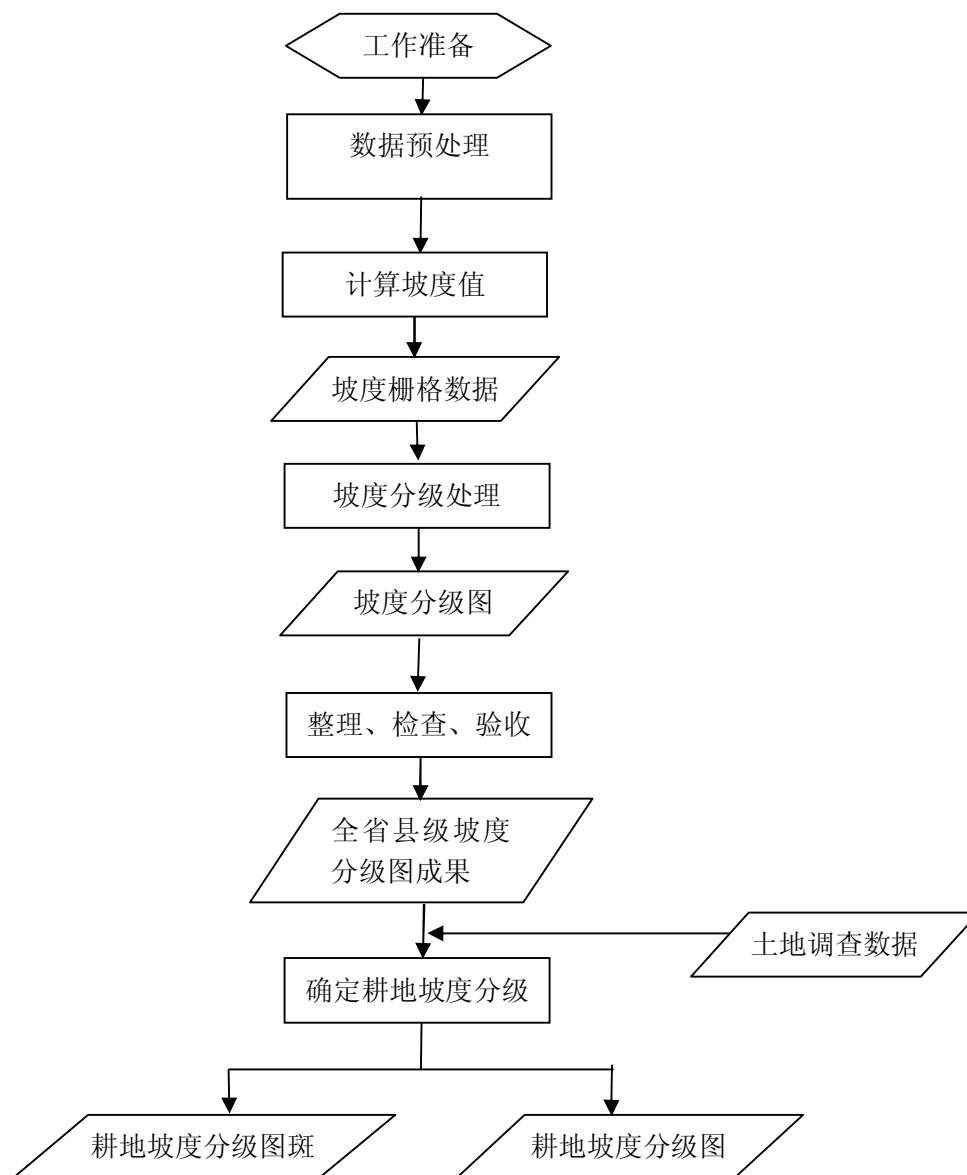 工作准备
数据预处理
计算坡度值
坡度栅格数据
坡度分级处理
坡度分级图
整理、检查、验收
全省县级坡度
分级图成果
土地调查数据
确定耕地坡度分级
耕地坡度分级图斑
耕地坡度分级图